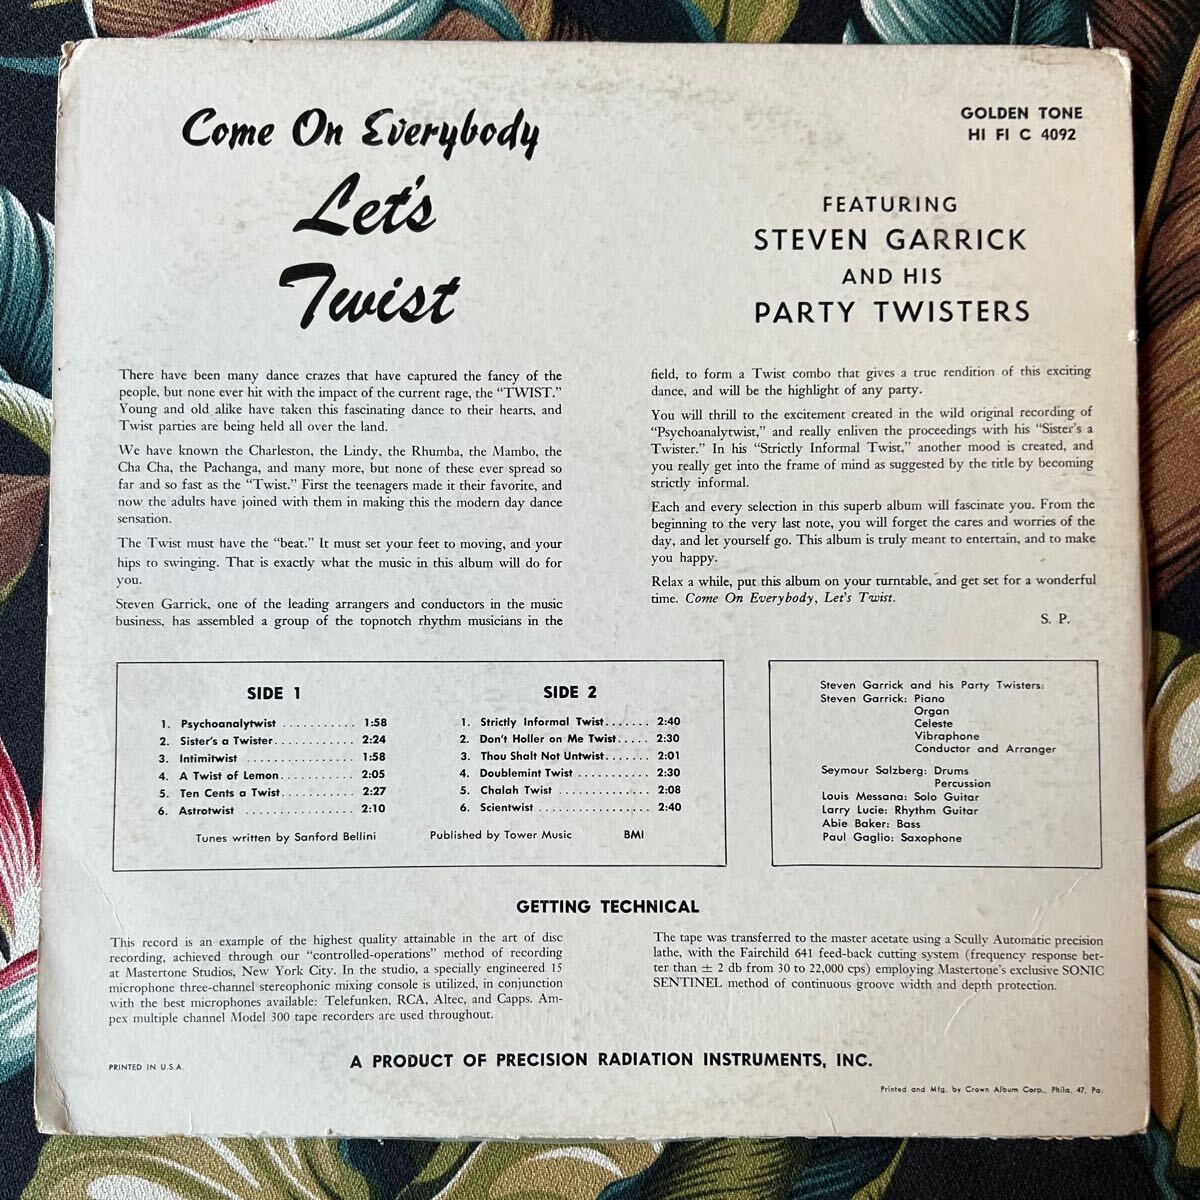 Come On Everybody
Let's
Twist
GOLDEN TONE
HI FI C 4092
FEATURING
STEVEN GARRICK
AND HIS
PARTY TWISTERS
There have been many dance crazes that have captured the fancy of the
people, but none ever hit with the impact of the current rage, the “TWIST.”
Young and old alike have taken this fascinating dance to their hearts, and
Twist parties are being held all over the land.
We have known the Charleston, the Lindy, the Rhumba, the Mambo, the
Cha Cha, the Pachanga, and many more, but none of these ever spread so
far and so fast as the “Twist.” First the teenagers made it their favorite, and
now the adults have joined with them in making this the modern day dance
sensation.
The Twist must have the “beat.” It must set your feet to moving, and your
hips to swinging. That is exactly what the music in this album will do for
you.
Steven Garrick, one of the leading arrangers and conductors in the music
business, has assembled a group of the topnotch rhythm musicians in the
field, to form a Twist combo that gives a true rendition of this exciting
dance, and will be the highlight of any party.
You will thrill to the excitement created in the wild original recording of
“Psychoanalytwist,” and really enliven the proceedings with his “Sister's a
Twister.” In his “Strictly Informal Twist,” another mood is created, and
you really get into the frame of mind as suggested by the title by becoming
strictly informal.
Each and every selection in this superb album will fascinate you. From the
beginning to the very last note, you will forget the cares and worries of the
day, and let yourself go. This album is truly meant to entertain, and to make
you happy.
Relax a while, put this album on your turntable, and get set for a wonderful
time. Come On Everybody, Let's Twist.
S. P.
SIDE 1
1. Psychoanalytwist ........... 1:58
2. Sister's a Twister............ 2:24
3. Intimitwist ................ 1:58
4. A Twist of Lemon........... 2:05
5. Ten Cents a Twist........... 2:27
6. Astrotwist ................ 2:10
Tunes written by Sanford Bellini
SIDE 2
1. Strictly Informal Twist....... 2:40
2. Don't Holler on Me Twist..... 2:30
3. Thou Shalt Not Untwist....... 2:01
4. Doublemint Twist ........... 2:30
5. Chalah Twist .............. 2:08
6. Scientwist ................. 2:40
Published by Tower Music BMI
Steven Garrick and his Party Twisters:
Steven Garrick: Piano
Organ
Celeste
Vibraphone
Conductor and Arranger
Seymour Salzberg: Drums
Percussion
Louis Messana: Solo Guitar
Larry Lucie: Rhythm Guitar
Abie Baker: Bass
Paul Gaglio: Saxophone
GETTING TECHNICAL
This record is an example of the highest quality attainable in the art of disc
recording, achieved through our “controlled-operations” method of recording
at Mastertone Studios, New York City. In the studio, a specially engineered 15
microphone three-channel stereophonic mixing console is utilized, in conjunction
with the best microphones available: Telefunken, RCA, Altec, and Capps. Am-
pex multiple channel Model 300 tape recorders are used throughout.
The tape was transferred to the master acetate using a Scully Automatic precision
lathe, with the Fairchild 641 feed-back cutting system (frequency response bet-
ter than ± 2 db from 30 to 22,000 cps) employing Mastertone's exclusive SONIC
SENTINEL method of continuous groove width and depth protection.
PRINTED IN U.S.A.
A PRODUCT OF PRECISION RADIATION INSTRUMENTS, INC.
Printed and Mfg. by Crown Album Corp., Phila. 47, Pa.